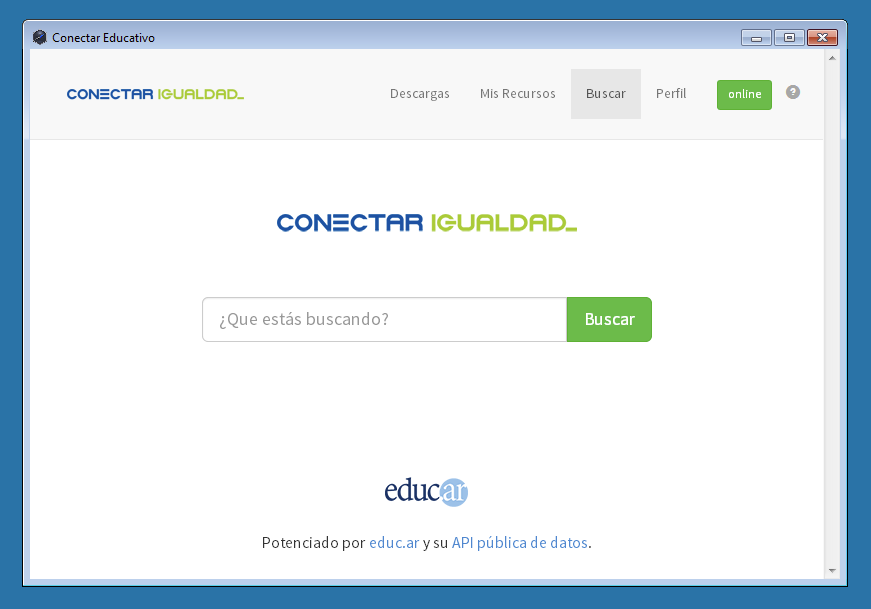 Conectar Educativo
CONECTAR IGUALDAD_
Descargas Mis Recursos Buscar Perfil online ?
CONECTAR IGUALDAD_
¿Que estás buscando? Buscar
educar
Potenciado por educ.ar y su API pública de datos.